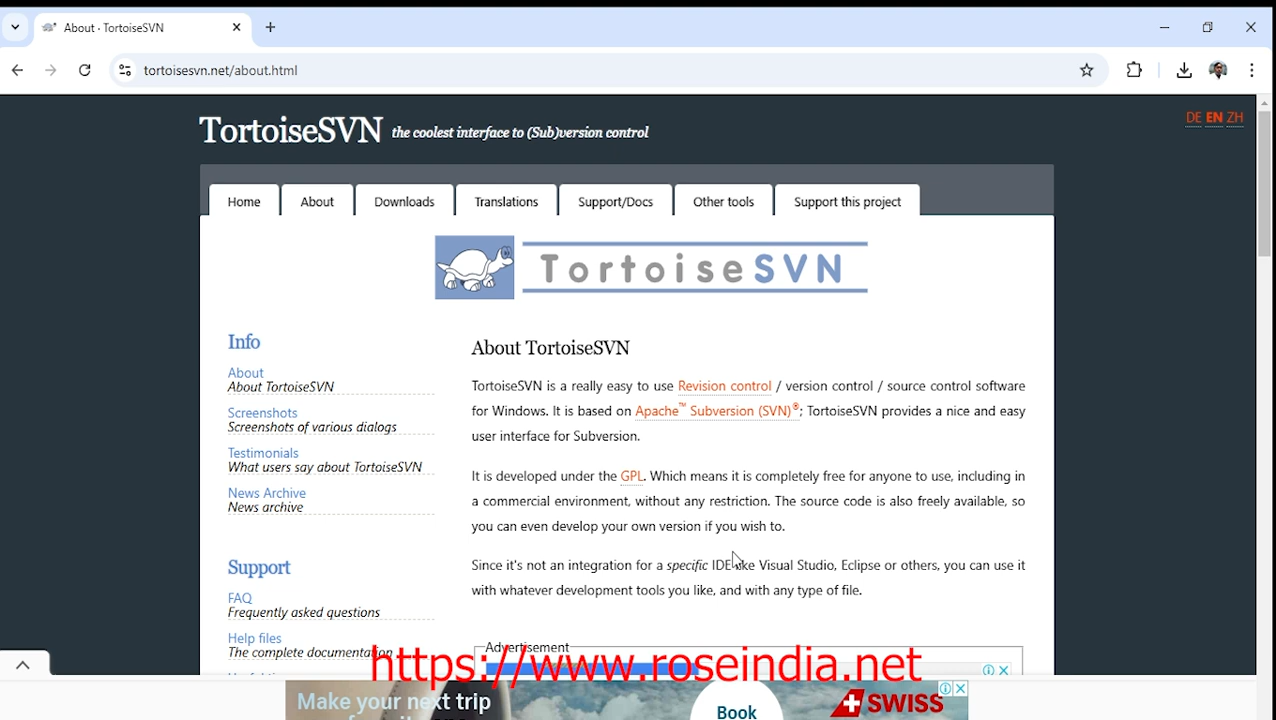 About · TortoiseSVN
tortoisesvn.net/about.html
TortoiseSVN the coolest interface to (Sub)version control
DE EN ZH
Home About Downloads Translations Support/Docs Other tools Support this project
TortoiseSVN
Info
About
About TortoiseSVN
Screenshots
Screenshots of various dialogs
Testimonials
What users say about TortoiseSVN
News Archive
News archive
Support
FAQ
Frequently asked questions
Help files
The complete documentation
About TortoiseSVN
TortoiseSVN is a really easy to use Revision control / version control / source control software
for Windows. It is based on Apache™ Subversion (SVN)®; TortoiseSVN provides a nice and easy
user interface for Subversion.
It is developed under the GPL. Which means it is completely free for anyone to use, including in
a commercial environment, without any restriction. The source code is also freely available, so
you can even develop your own version if you wish to.
Since it's not an integration for a specific IDE like Visual Studio, Eclipse or others, you can use it
with whatever development tools you like, and with any type of file.
Advertisement
https://www.roseindia.net
Make your next trip
Book
SWISS